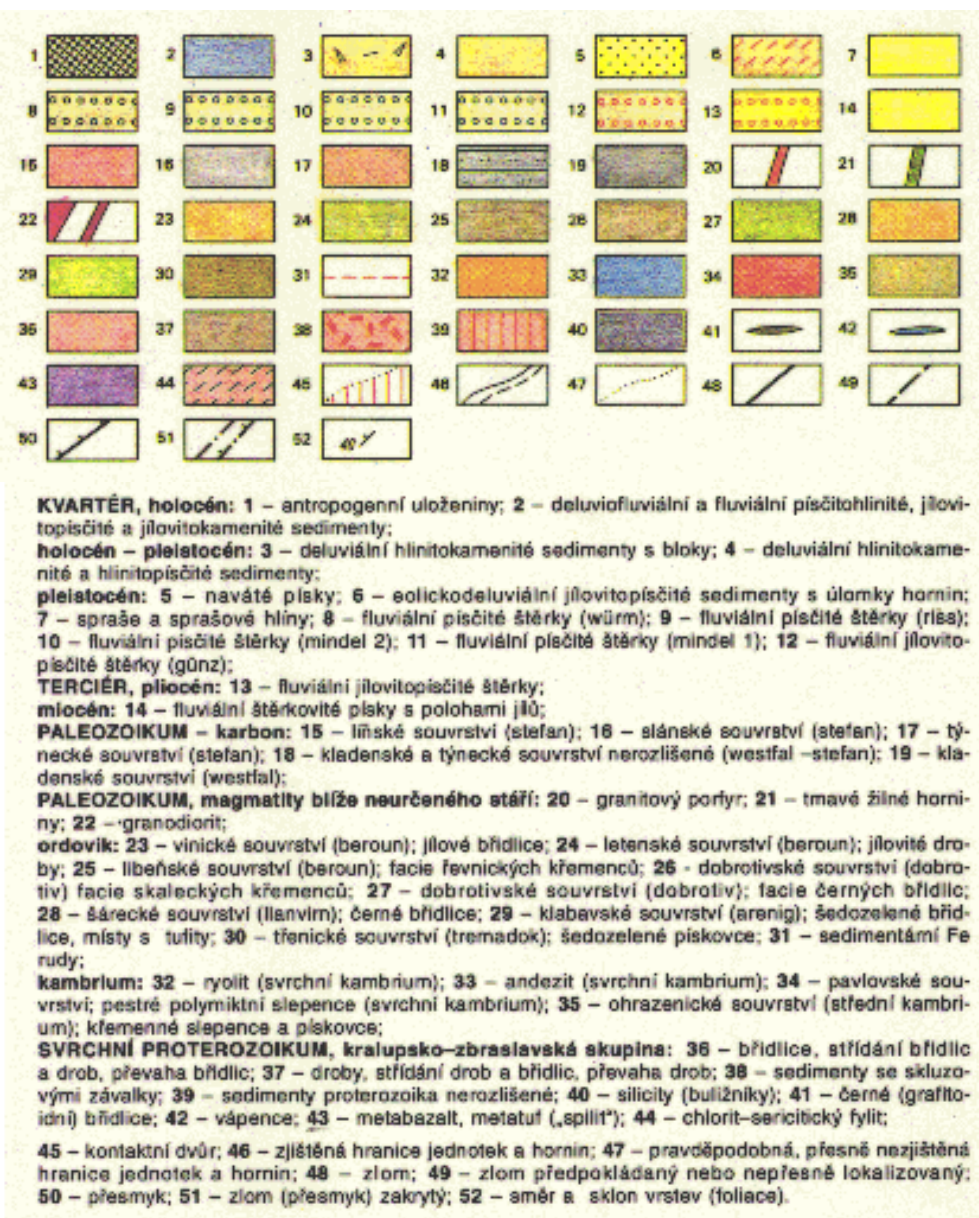 1 2 3 4 5 6 7
8 9 10 11 12 13 14
15 16 17 18 19 20 21
22 23 24 25 26 27 28
29 30 31 32 33 34 35
36 37 38 39 40 41 42
43 44 45 46 47 48 49
50 51 52 40
KVARTÉR, holocén: 1 – antropogenní uloženiny; 2 – deluviofluviální a fluviální písčitohlinité, jílovi-
topisčité a jílovitokamenité sedimenty;
holocén – pleistocén: 3 – deluviální hlinitokamenité sedimenty s bloky; 4 – deluviální hlinitokame-
nité a hlinitopísčité sedimenty;
pleistocén: 5 – naváté písky; 6 – eolickodeluviální jílovitopísčité sedimenty s úlomky hornin;
7 – spraše a sprašové hlíny; 8 – fluviální písčité štěrky (würm); 9 – fluviální písčité štěrky (riss);
10 – fluviální písčité štěrky (mindel 2); 11 – fluviální písčité štěrky (mindel 1); 12 – fluviální jílovito-
písčité štěrky (günz);
TERCIÉR, pliocén: 13 – fluviální jílovitopísčité štěrky;
miocén: 14 – fluviální štěrkovité písky s polohami jílů;
PALEOZOIKUM – karbon: 15 – líňské souvrství (stefan); 16 – slánské souvrství (stefan); 17 – tý-
necké souvrství (stefan); 18 – kladenské a týnecké souvrství nerozlišené (westfal –stefan); 19 – kla-
denské souvrství (westfal);
PALEOZOIKUM, magmatity blíže neurčeného stáří: 20 – granitový porfyr; 21 – tmavé žilné horni-
ny; 22 – granodiorit;
ordovik: 23 – vinické souvrství (beroun); jílové břidlice; 24 – letenské souvrství (beroun); jílovité dro-
by; 25 – libeňské souvrství (beroun); facie řevnických křemenců; 26 - dobrotivské souvrství (dobro-
tiv) facie skaleckých křemenců; 27 – dobrotivské souvrství (dobrotiv); facie černých břidlic;
28 – šárecké souvrství (llanvirn); černé břidlice; 29 – klabavské souvrství (arenig); šedozelené břid-
lice, místy s tufity; 30 – třenické souvrství (tremadok); šedozelené pískovce; 31 – sedimentární Fe
rudy;
kambrium: 32 – ryolit (svrchní kambrium); 33 – andezit (svrchní kambrium); 34 – pavlovské sou-
vrství; pestré polymiktní slepence (svrchní kambrium); 35 – ohrazenické souvrství (střední kambri-
um); křemenné slepence a pískovce;
SVRCHNÍ PROTEROZOIKUM, kralupsko–zbraslavská skupina: 36 – břidlice, střídání břidlic
a drob, převaha břidlic; 37 – droby, střídání drob a břidlic, převaha drob; 38 – sedimenty se skluzo-
vými závalky; 39 – sedimenty proterozoika nerozlišené; 40 – silicity (buližníky); 41 – černé (grafito-
idní) břidlice; 42 – vápence; 43 – metabazalt, metatuf („spilit“); 44 – chlorit–sericitický fylit;
45 – kontaktní dvůr; 46 – zjištěná hranice jednotek a hornin; 47 – pravděpodobná, přesně nezjištěná
hranice jednotek a hornin; 48 – zlom; 49 – zlom předpokládaný nebo nepřesně lokalizovaný;
50 – přesmyk; 51 – zlom (přesmyk) zakrytý; 52 – směr a sklon vrstev (foliace).